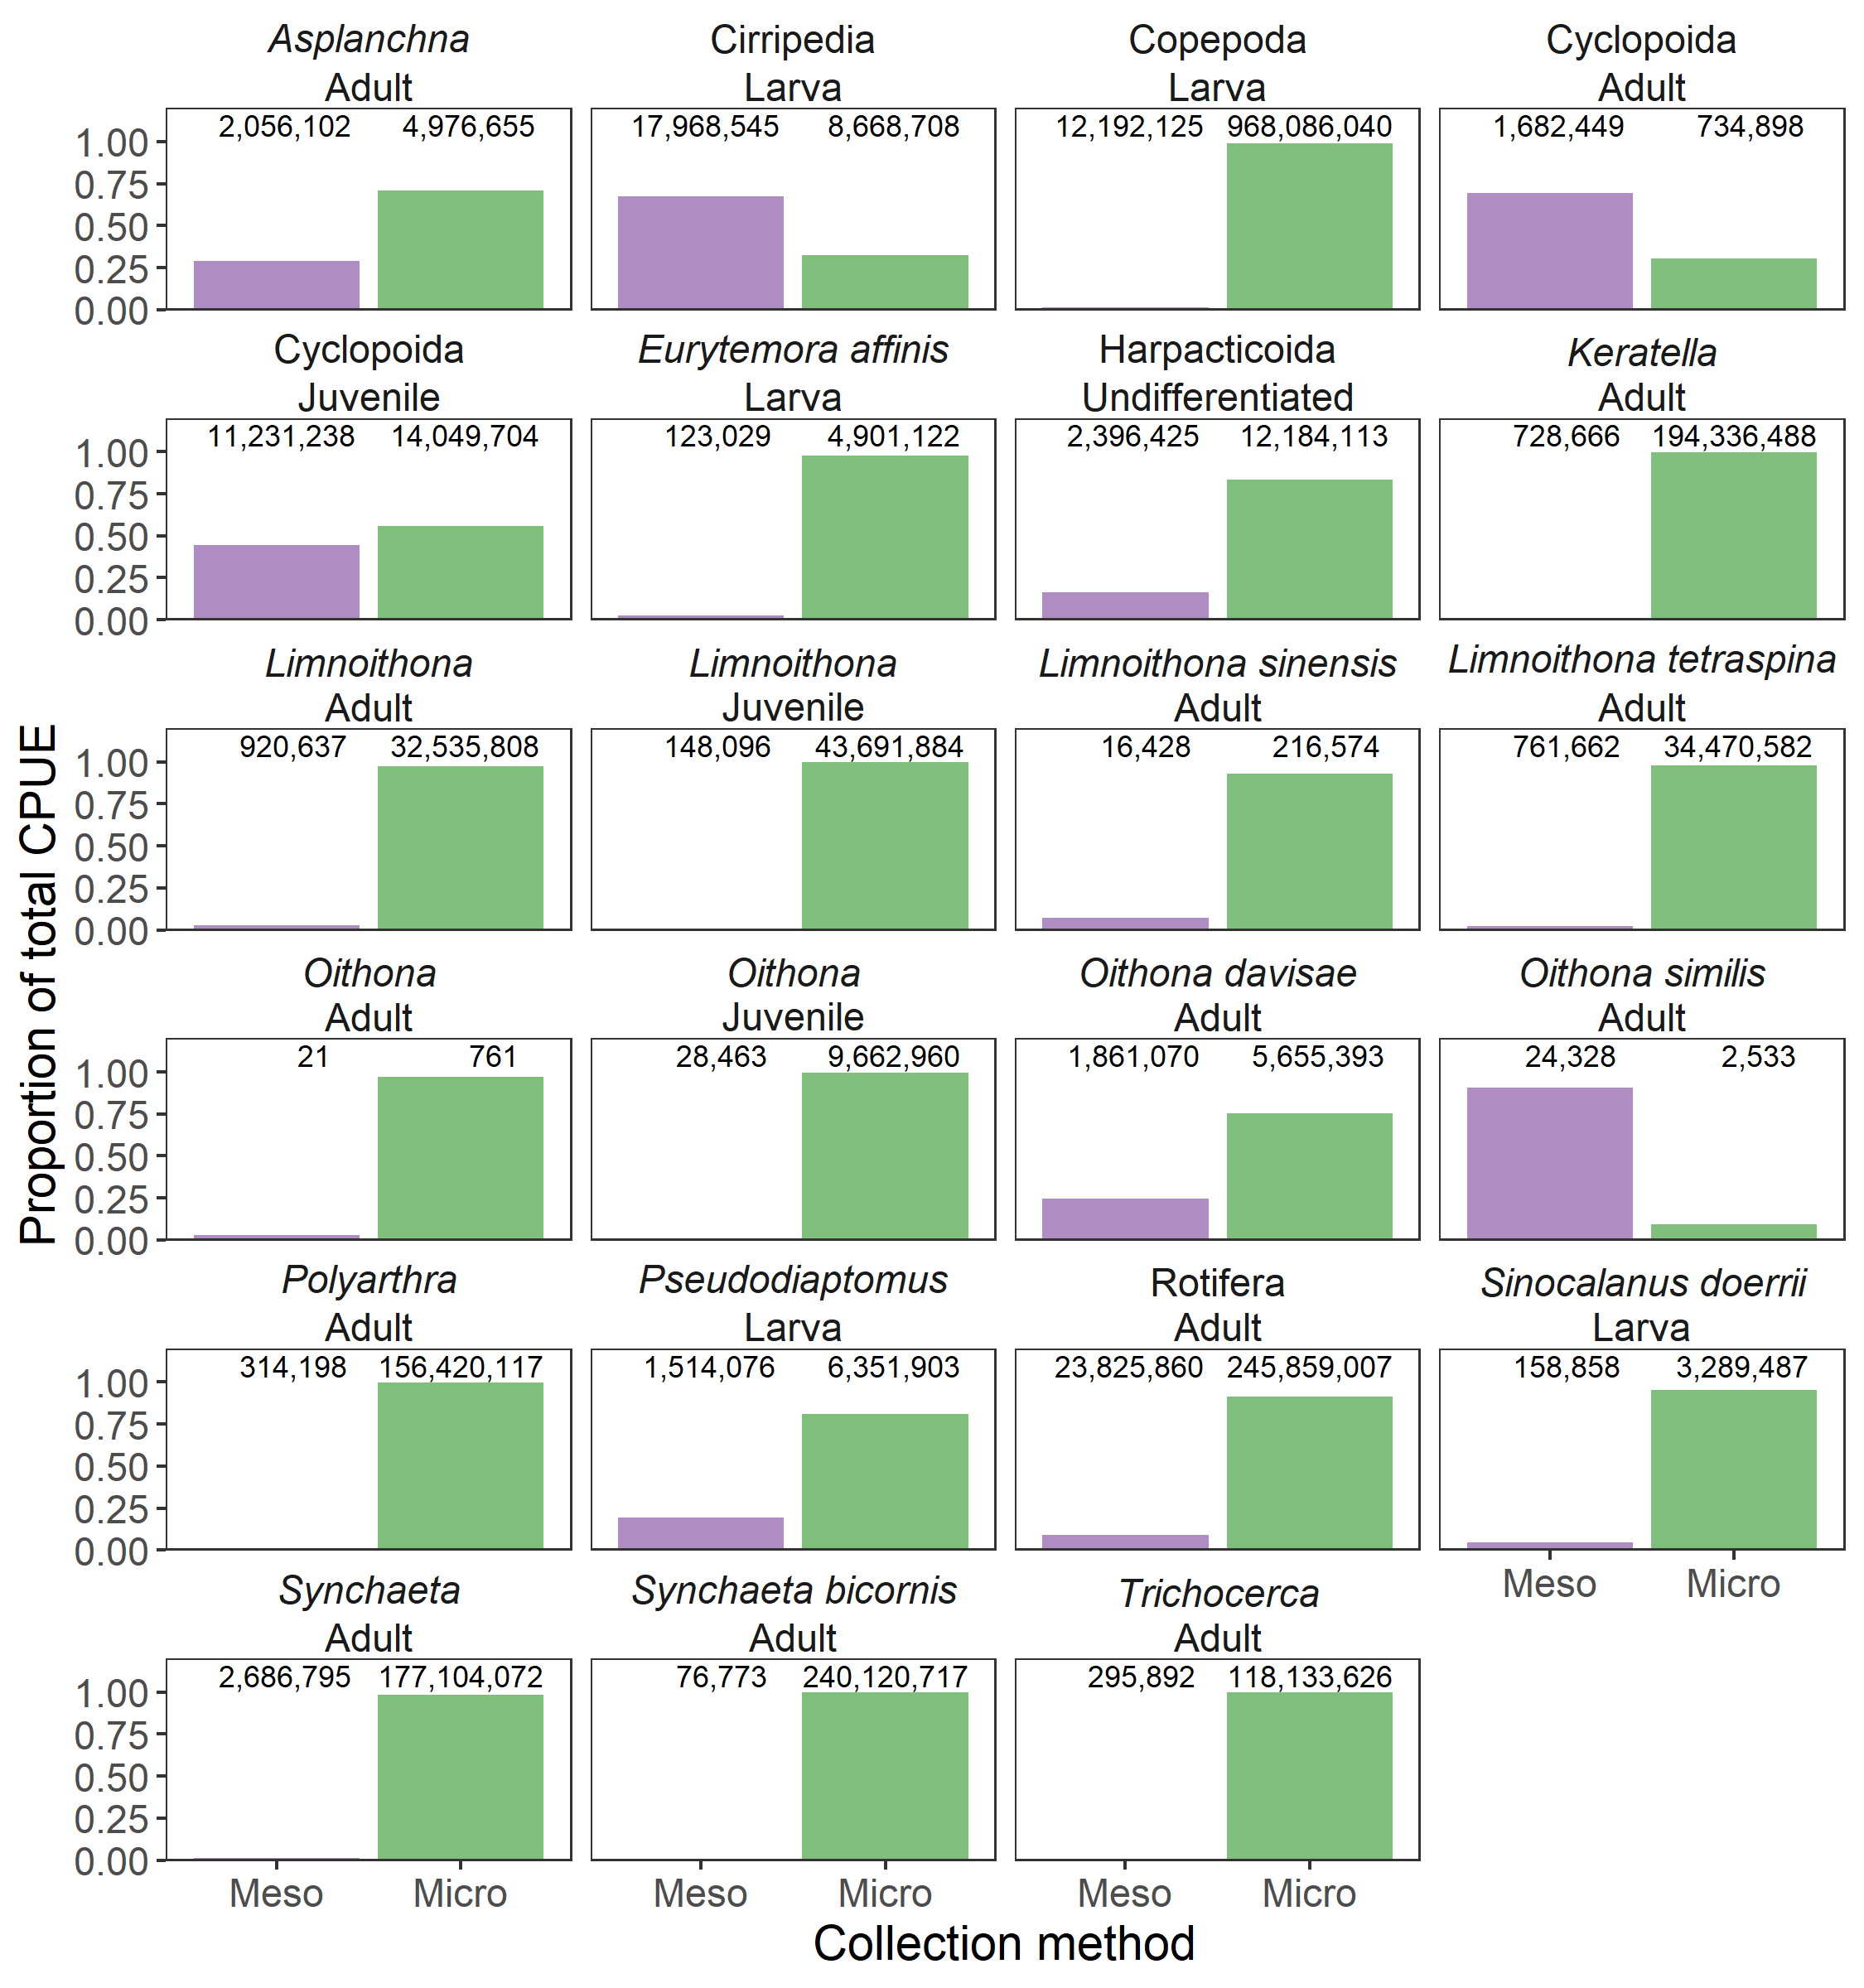 Asplanchna Cirripedia Copepoda Cyclopoida
Adult Larva Larva Adult
2,056,102 4,976,655 17,968,545 8,668,708 12,192,125 968,086,040 1,682,449 734,898
1.00
0.75
0.50
0.25
0.00
Cyclopoida Eurytemora affinis Harpacticoida Keratella
Juvenile Larva Undifferentiated Adult
11,231,238 14,049,704 123,029 4,901,122 2,396,425 12,184,113 728,666 194,336,488
1.00
0.75
0.50
0.25
0.00
Limnoithona Limnoithona Limnoithona sinensis Limnoithona tetraspina
Adult Juvenile Adult Adult
920,637 32,535,808 148,096 43,691,884 16,428 216,574 761,662 34,470,582
1.00
0.75
0.50
0.25
0.00
Proportion of total CPUE
Oithona Oithona Oithona davisae Oithona similis
Adult Juvenile Adult Adult
21 761 28,463 9,662,960 1,861,070 5,655,393 24,328 2,533
1.00
0.75
0.50
0.25
0.00
Polyarthra Pseudodiaptomus Rotifera Sinocalanus doerrii
Adult Larva Adult Larva
314,198 156,420,117 1,514,076 6,351,903 23,825,860 245,859,007 158,858 3,289,487
1.00
0.75
0.50
0.25
0.00
Meso Micro
Synchaeta Synchaeta bicornis Trichocerca
Adult Adult Adult
2,686,795 177,104,072 76,773 240,120,717 295,892 118,133,626
1.00
0.75
0.50
0.25
0.00
Meso Micro Meso Micro Meso Micro
Collection method